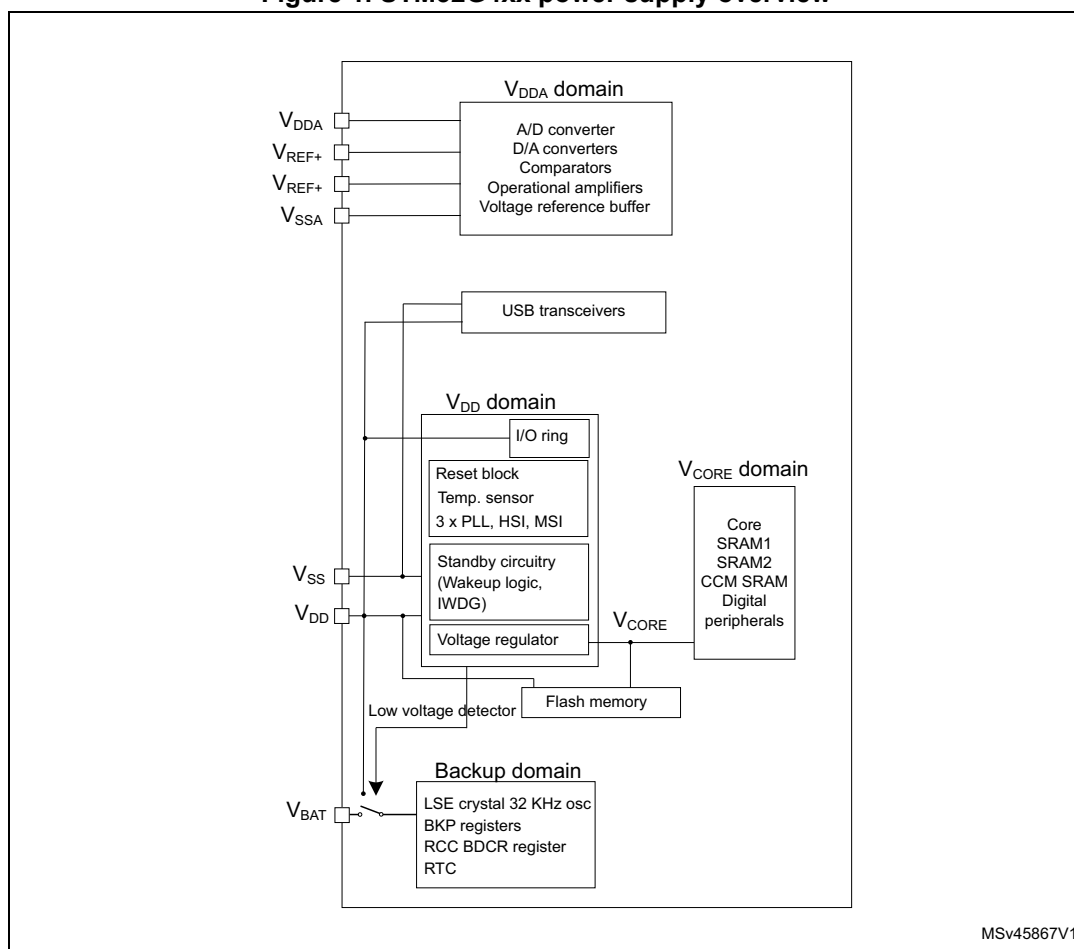 VDDA domain
VDDA
VREF+
VREF+
VSSA
A/D converter
D/A converters
Comparators
Operational amplifiers
Voltage reference buffer
USB transceivers
VDD domain
I/O ring
Reset block
Temp. sensor
3 x PLL, HSI, MSI
VSS
VDD
Standby circuitry
(Wakeup logic,
IWDG)
Voltage regulator
VCORE
VCORE domain
Core
SRAM1
SRAM2
CCM SRAM
Digital
peripherals
Flash memory
Low voltage detector
Backup domain
VBAT
LSE crystal 32 KHz osc
BKP registers
RCC BDCR register
RTC
MSv45867V1